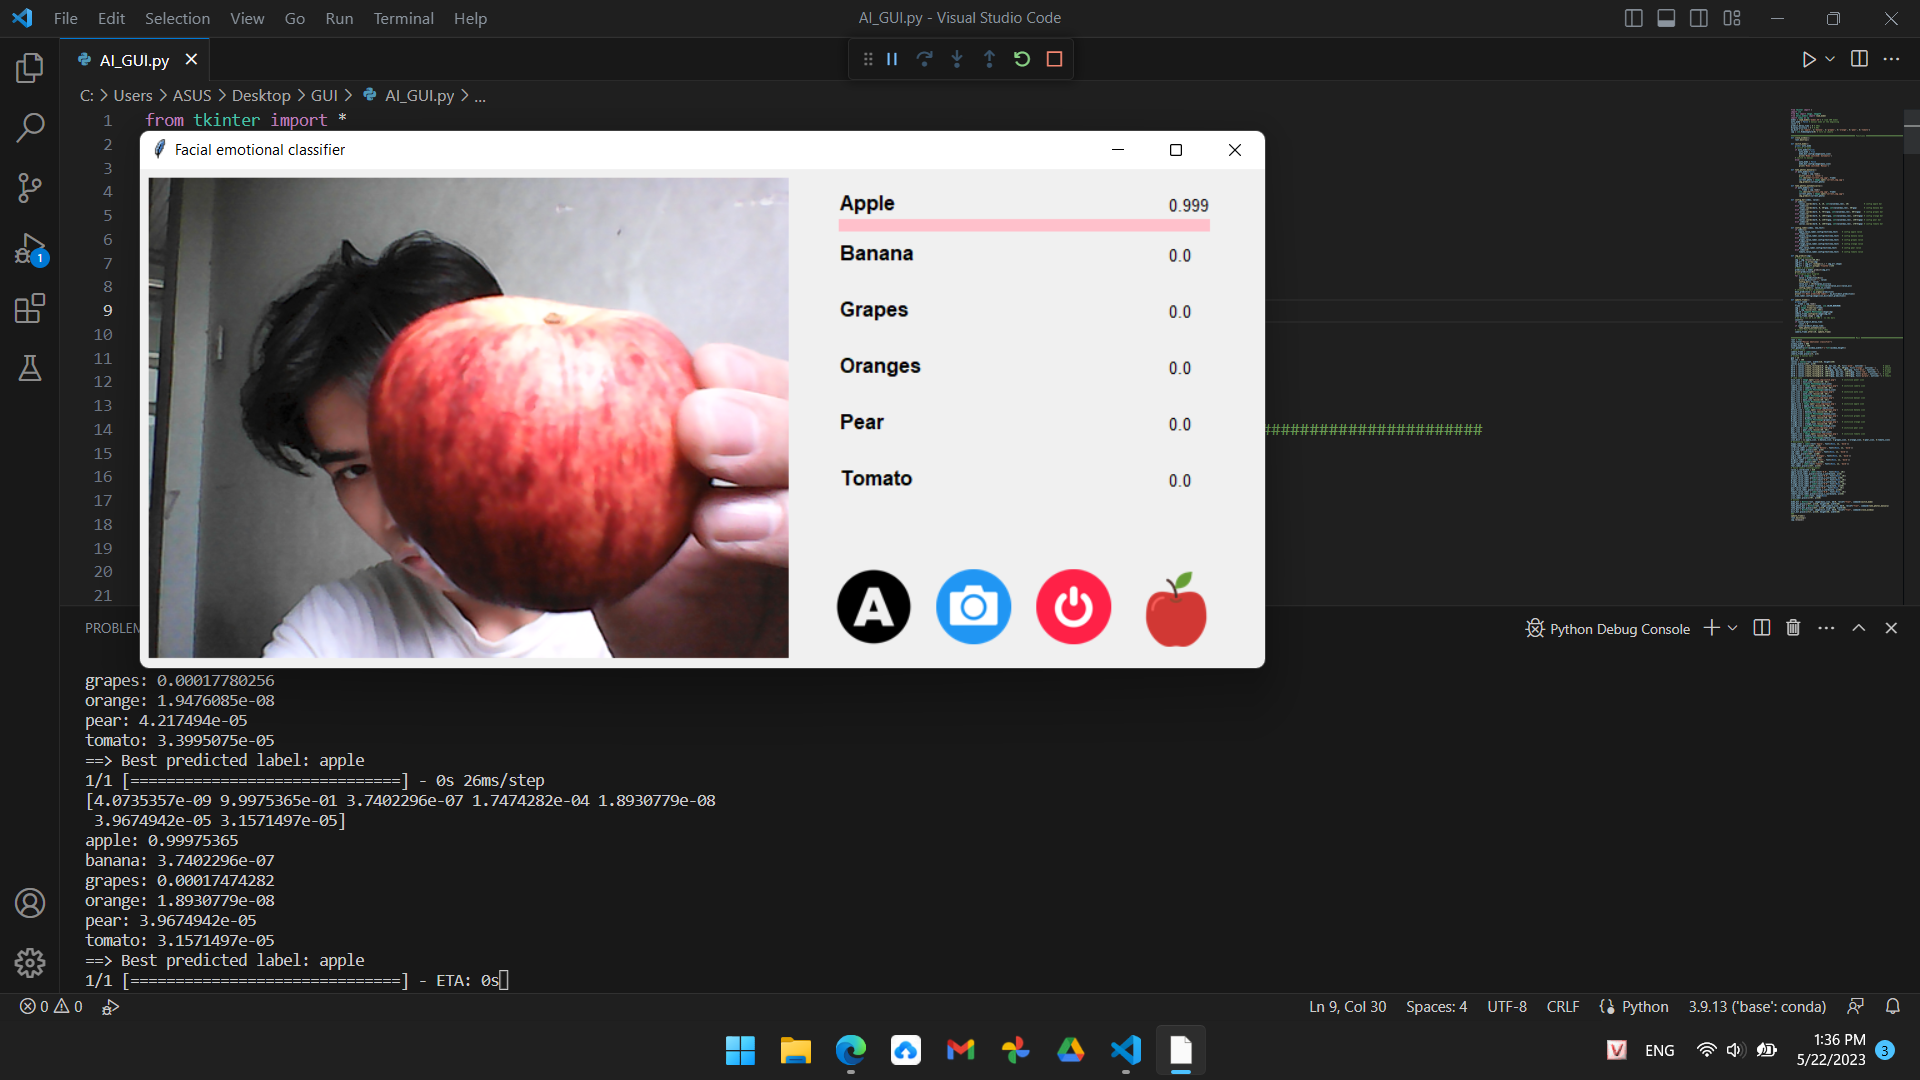 File Edit Selection View Go Run Terminal Help
AI_GUI.py - Visual Studio Code
AI_GUI.py
C: > Users > ASUS > Desktop > GUI > AI_GUI.py > ...
1 from tkinter import *
2
3
4
5
6
7
8
9
10
11
12
13
14 ########################
15
16
17
18
19
20
21
Facial emotional classifier
Apple 0.999
Banana 0.0
Grapes 0.0
Oranges 0.0
Pear 0.0
Tomato 0.0
A
PROBLEM
Python Debug Console
grapes: 0.00017780256
orange: 1.9476085e-08
pear: 4.217494e-05
tomato: 3.3995075e-05
==> Best predicted label: apple
1/1 [==============================] - 0s 26ms/step
[4.0735357e-09 9.9975365e-01 3.7402296e-07 1.7474282e-04 1.8930779e-08
3.9674942e-05 3.1571497e-05]
apple: 0.99975365
banana: 3.7402296e-07
grapes: 0.00017474282
orange: 1.8930779e-08
pear: 3.9674942e-05
tomato: 3.1571497e-05
==> Best predicted label: apple
1/1 [==============================] - ETA: 0s
1
0 0
Ln 9, Col 30 Spaces: 4 UTF-8 CRLF Python 3.9.13 ('base': conda)
V ENG 1:36 PM
5/22/2023 3